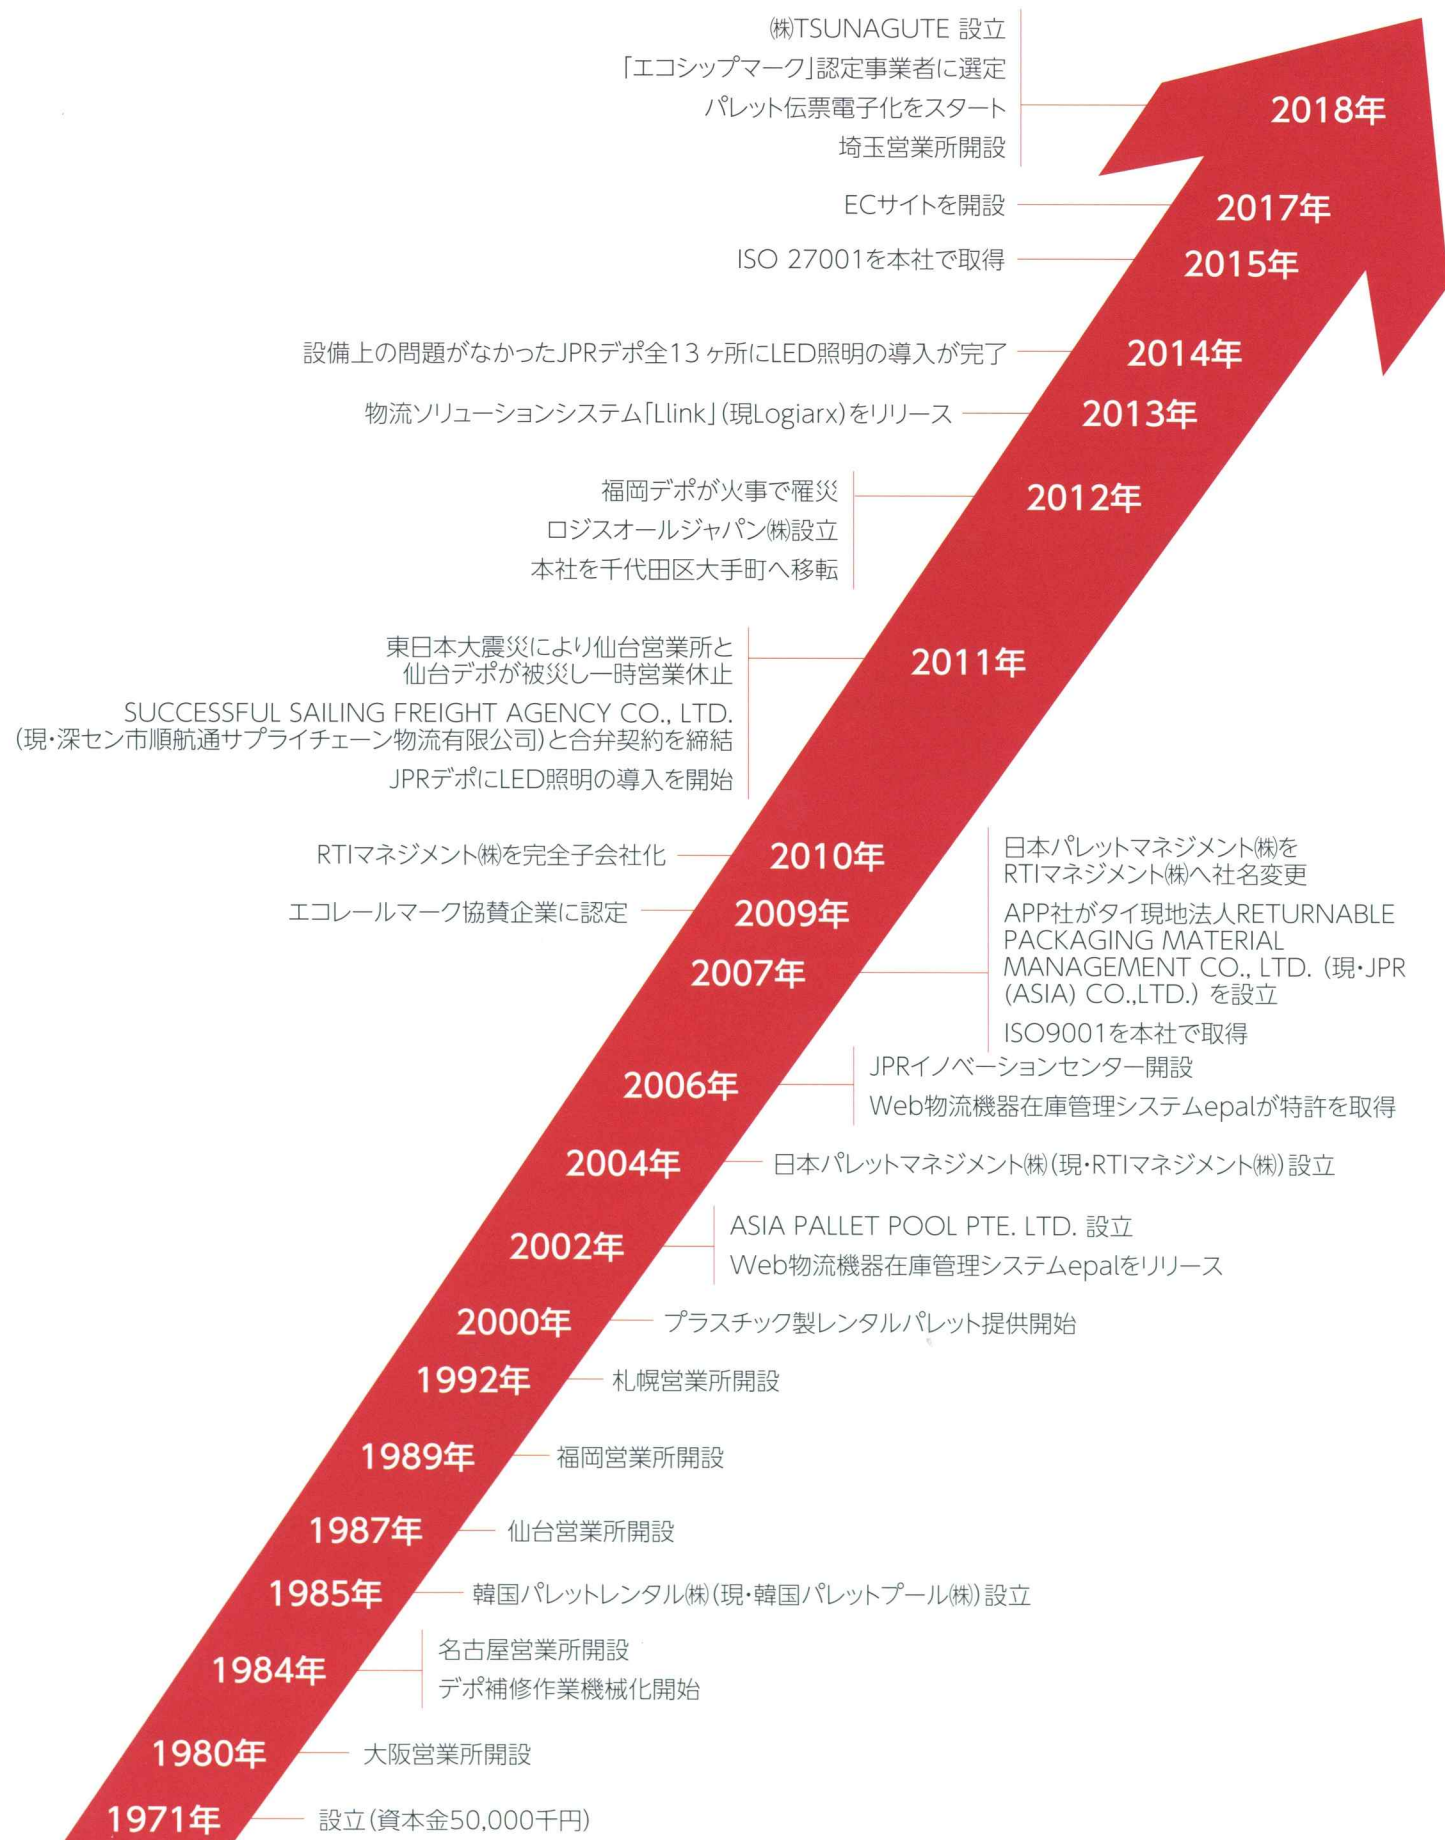 ㈱TSUNAGUTE 設立
「エコシップマーク」認定事業者に選定
パレット伝票電子化をスタート
埼玉営業所開設
2018年
ECサイトを開設
2017年
ISO 27001を本社で取得
2015年
設備上の問題がなかったJPRデポ全13ヶ所にLED照明の導入が完了
2014年
物流ソリューションシステム「Llink」(現Logiarx)をリリース
2013年
福岡デポが火事で罹災
ロジスオールジャパン㈱設立
本社を千代田区大手町へ移転
2012年
東日本大震災により仙台営業所と
仙台デポが被災し一時営業休止
SUCCESSFUL SAILING FREIGHT AGENCY CO., LTD.
(現・深セン市順航通サプライチェーン物流有限公司)と合弁契約を締結
JPRデポにLED照明の導入を開始
2011年
RTIマネジメント㈱を完全子会社化
2010年
エコレールマーク協賛企業に認定
2009年
2007年
日本パレットマネジメント㈱を
RTIマネジメント㈱へ社名変更
APP社がタイ現地法人RETURNABLE
PACKAGING MATERIAL
MANAGEMENT CO., LTD. (現・JPR
(ASIA) CO.,LTD.) を設立
ISO9001を本社で取得
2006年
JPRイノベーションセンター開設
Web物流機器在庫管理システムepalが特許を取得
2004年
日本パレットマネジメント㈱(現・RTIマネジメント㈱)設立
2002年
ASIA PALLET POOL PTE. LTD. 設立
Web物流機器在庫管理システムepalをリリース
2000年
プラスチック製レンタルパレット提供開始
1992年
札幌営業所開設
1989年
福岡営業所開設
1987年
仙台営業所開設
1985年
韓国パレットレンタル㈱(現・韓国パレットプール㈱)設立
1984年
名古屋営業所開設
デポ補修作業機械化開始
1980年
大阪営業所開設
1971年
設立(資本金50,000千円)